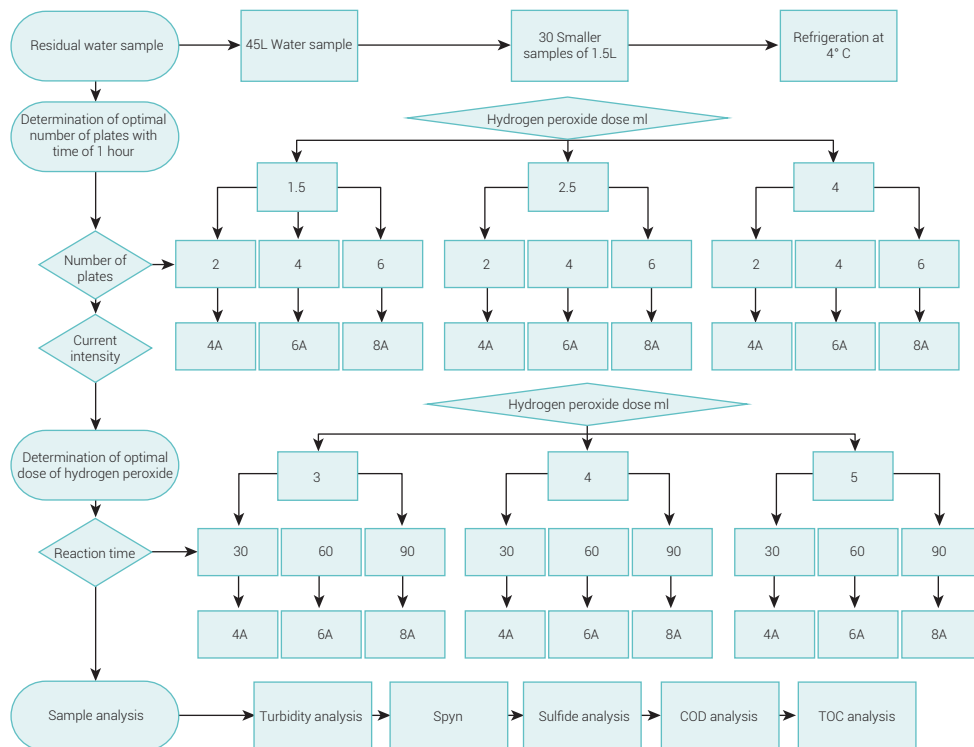 Residual water sample
45L Water sample
30 Smaller
samples of 1.5L
Refrigeration at
4° C
Determination of optimal
number of plates with
time of 1 hour
Hydrogen peroxide dose ml
1.5
2.5
4
Number of
plates
2
4
6
2
4
6
2
4
6
Current
intensity
4A
6A
8A
4A
6A
8A
4A
6A
8A
Hydrogen peroxide dose ml
Determination of optimal
dose of hydrogen peroxide
3
4
5
Reaction time
30
60
90
30
60
90
30
60
90
4A
6A
8A
4A
6A
8A
4A
6A
8A
Sample analysis
Turbidity analysis
Spyn
Sulfide analysis
COD analysis
TOC analysis